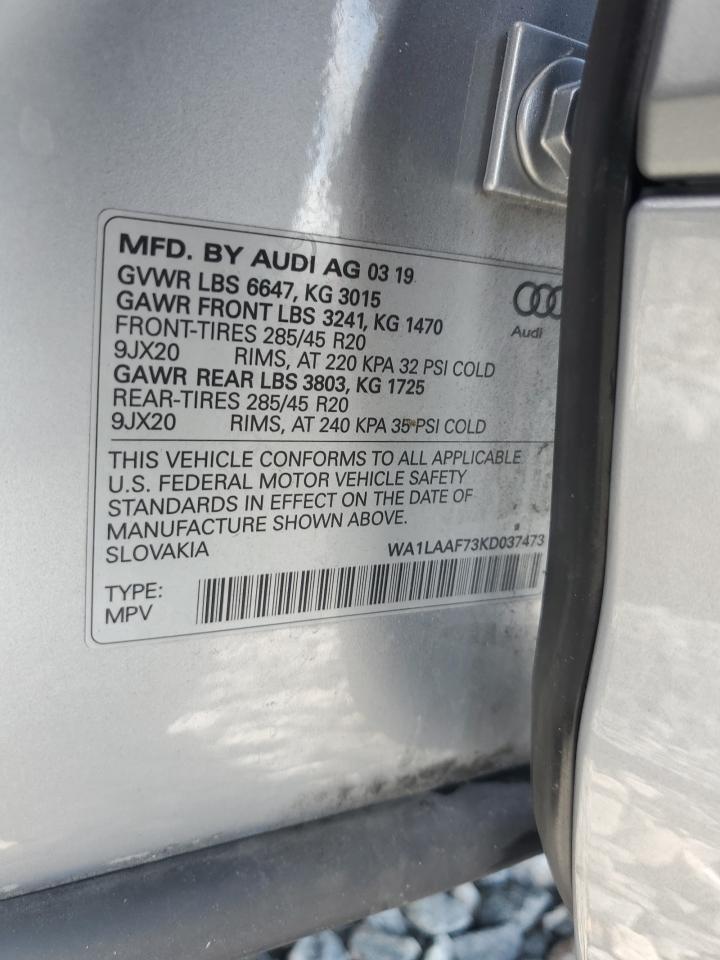 MFD. BY AUDI AG 03 19
GVWR LBS 6647, KG 3015
GAWR FRONT LBS 3241, KG 1470
FRONT-TIRES 285/45 R20
9JX20 RIMS, AT 220 KPA 32 PSI COLD
GAWR REAR LBS 3803, KG 1725
REAR-TIRES 285/45 R20
9JX20 RIMS, AT 240 KPA 35 PSI COLD
Audi
THIS VEHICLE CONFORMS TO ALL APPLICABLE
U.S. FEDERAL MOTOR VEHICLE SAFETY
STANDARDS IN EFFECT ON THE DATE OF
MANUFACTURE SHOWN ABOVE.
SLOVAKIA WA1LAAF73KD037473
TYPE:
MPV